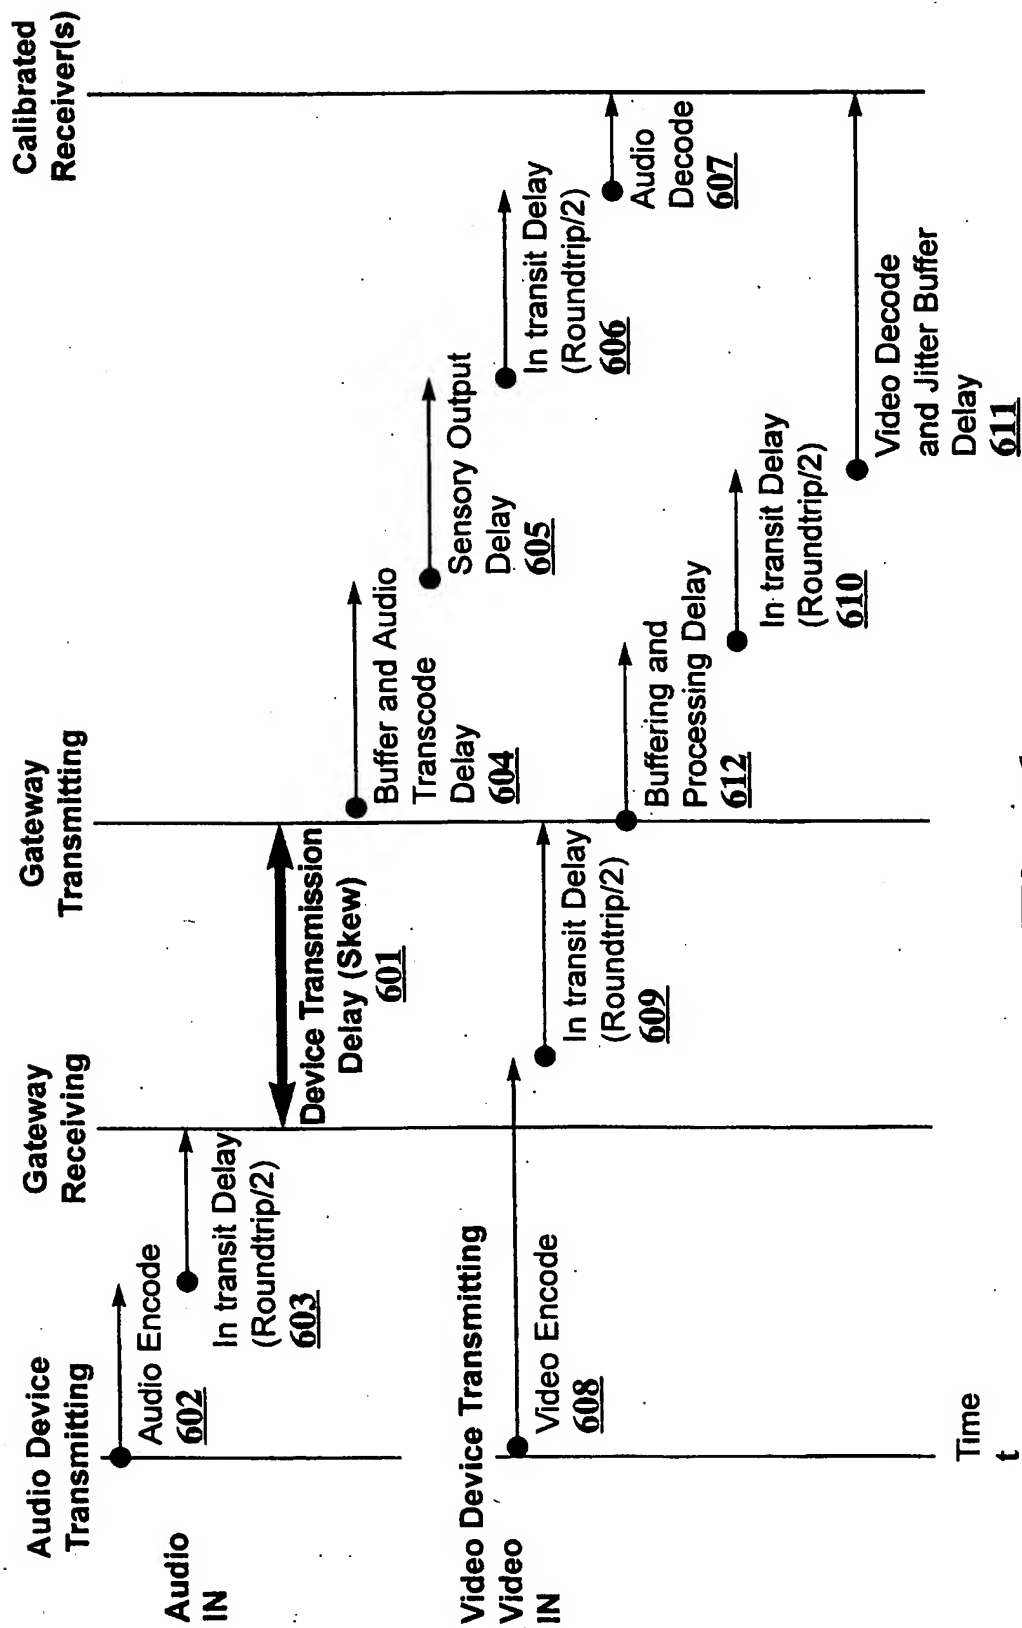 Audio Device
Transmitting
Gateway
Receiving
Gateway
Transmitting
Calibrated
Receiver(s)
Audio
IN
Audio Encode
602
In transit Delay
(Roundtrip/2)
603
Device Transmission
Delay (Skew)
601
Buffer and Audio
Transcode
Delay
604
Sensory Output
Delay
605
In transit Delay
(Roundtrip/2)
606
Audio
Decode
607
Video Device Transmitting
Video
IN
Video Encode
608
In transit Delay
(Roundtrip/2)
609
Buffering and
Processing Delay
612
In transit Delay
(Roundtrip/2)
610
Video Decode
and Jitter Buffer
Delay
611
Time
t